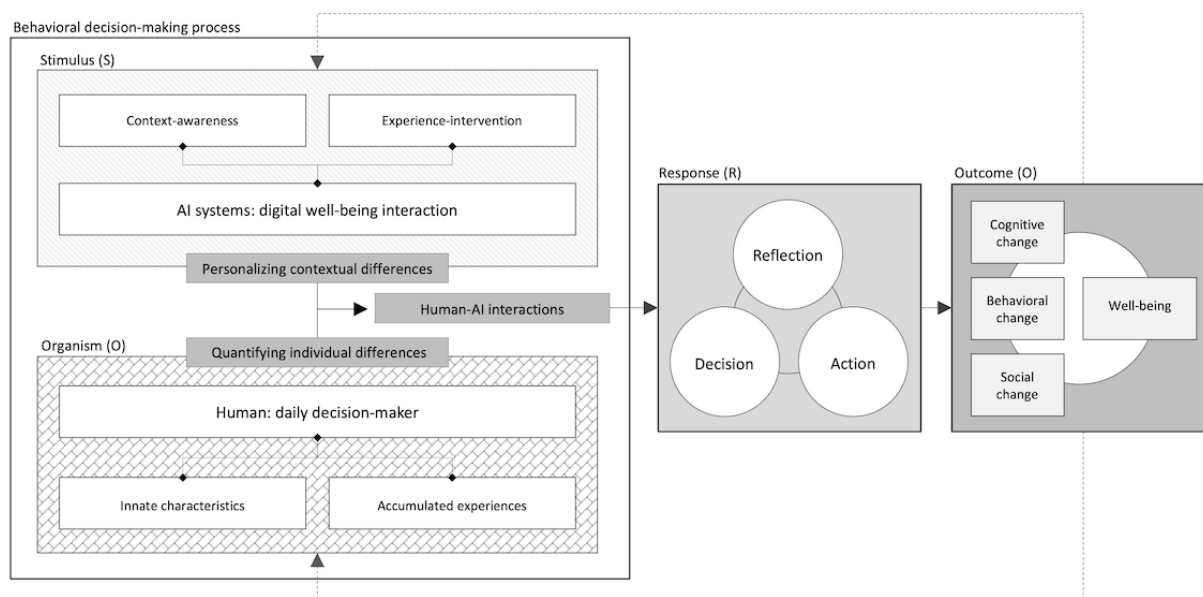 Behavioral decision-making process
Stimulus (S)
Context-awareness
Experience-intervention
AI systems: digital well-being interaction
Personalizing contextual differences
Human-AI interactions
Quantifying individual differences
Organism (O)
Human: daily decision-maker
Innate characteristics
Accumulated experiences
Response (R)
Reflection
Decision
Action
Outcome (O)
Cognitive
change
Behavioral
change
Social
change
Well-being